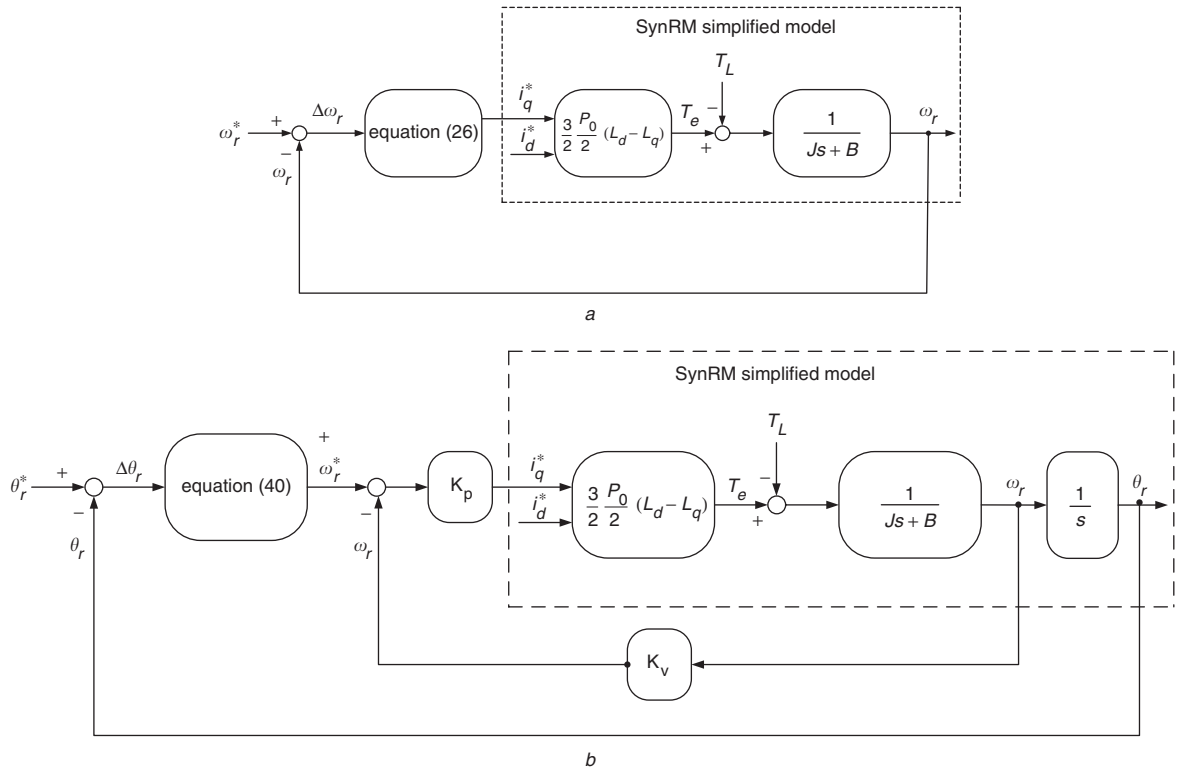 SynRM simplified model
T_L
ω_r^* + − Δω_r equation (26) i_q^* i_d^* 3/2 P_0/2 (L_d − L_q) T_e − + 1/(Js + B) ω_r
ω_r
a
SynRM simplified model
T_L
θ_r^* + − Δθ_r equation (40) + ω_r^* − K_p i_q^* i_d^* 3/2 P_0/2 (L_d − L_q) T_e − + 1/(Js + B) ω_r 1/s θ_r
θ_r ω_r
K_v
b